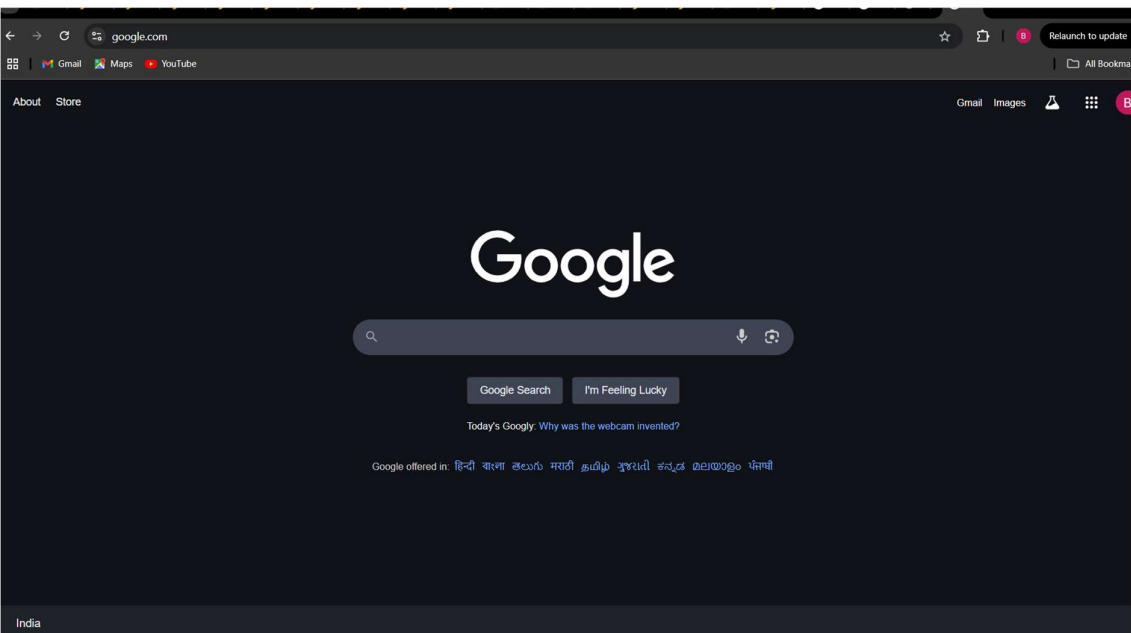 google.com
B
Relaunch to update
Gmail Maps YouTube
All Bookma
About Store
Gmail Images
B
Google
Google Search I'm Feeling Lucky
Today's Googly: Why was the webcam invented?
Google offered in: हिन्दी বাংলা తెలుగు मराठी தமிழ் ગુજરાતી ಕನ್ನಡ മലയാളം ਪੰਜਾਬੀ
India